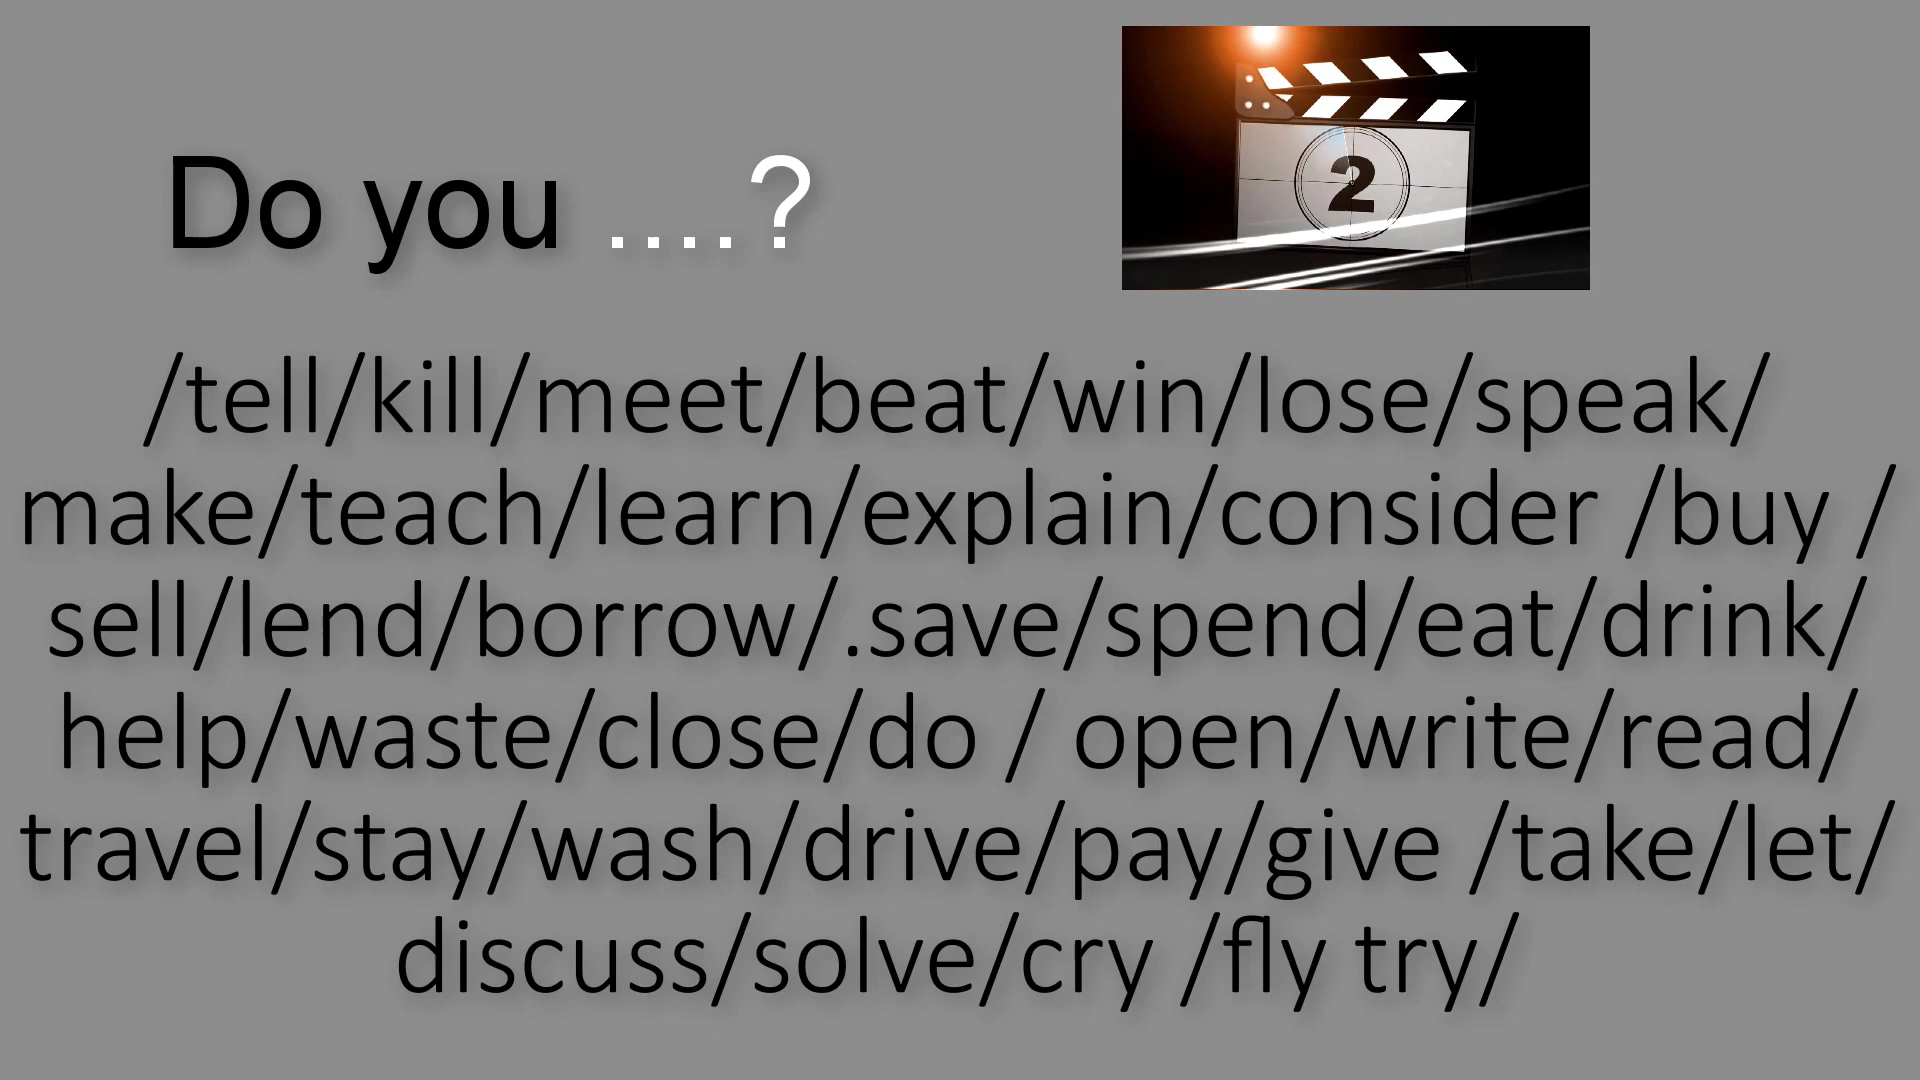 Do you ....?
2
/tell/kill/meet/beat/win/lose/speak/
make/teach/learn/explain/consider /buy /
sell/lend/borrow/.save/spend/eat/drink/
help/waste/close/do / open/write/read/
travel/stay/wash/drive/pay/give /take/let/
discuss/solve/cry /fly try/